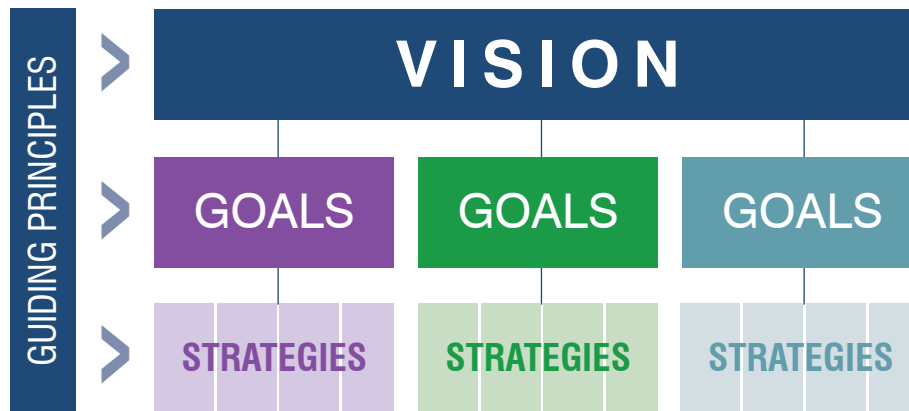 GUIDING PRINCIPLES
VISION
GOALS
GOALS
GOALS
STRATEGIES
STRATEGIES
STRATEGIES